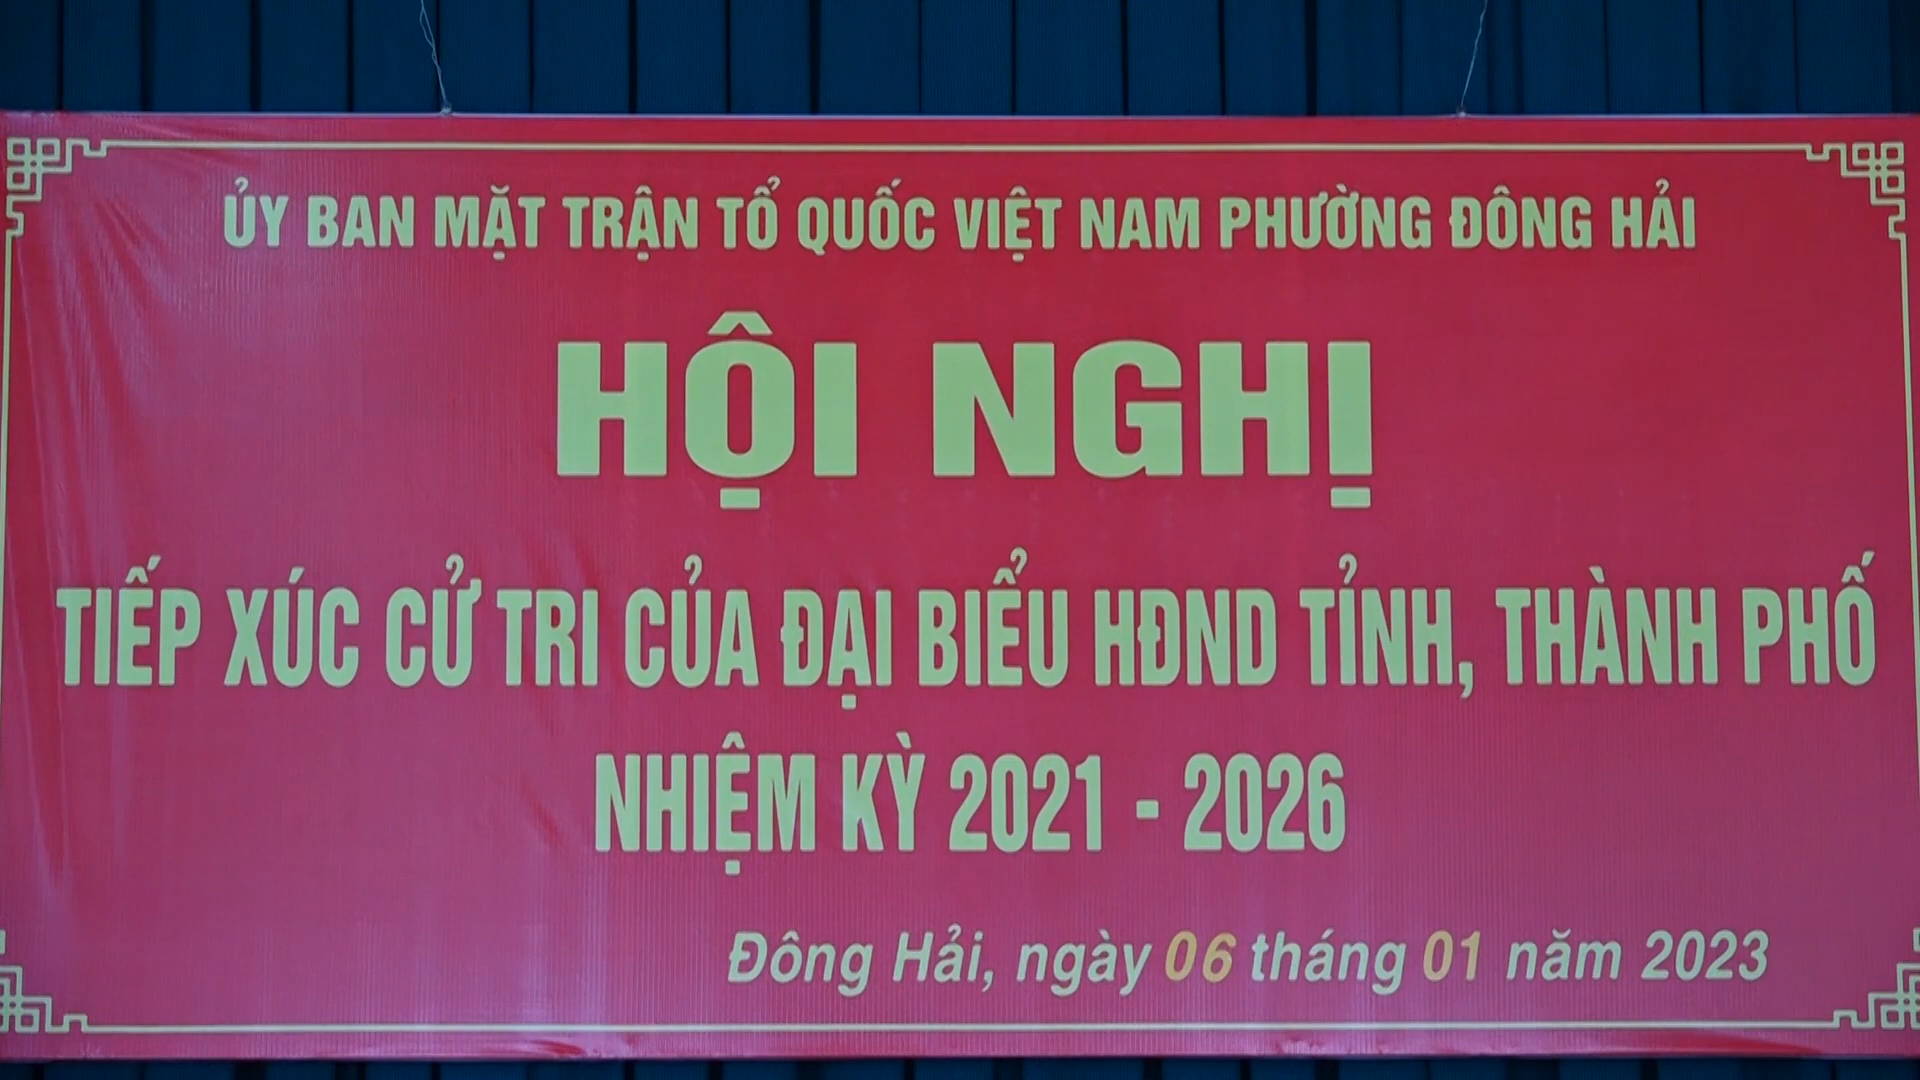 ỦY BAN MẶT TRẬN TỔ QUỐC VIỆT NAM PHƯỜNG ĐÔNG HẢI
HỘI NGHỊ
TIẾP XÚC CỬ TRI CỦA ĐẠI BIỂU HĐND TỈNH, THÀNH PHỐ
NHIỆM KỲ 2021 - 2026
Đông Hải, ngày 06 tháng 01 năm 2023